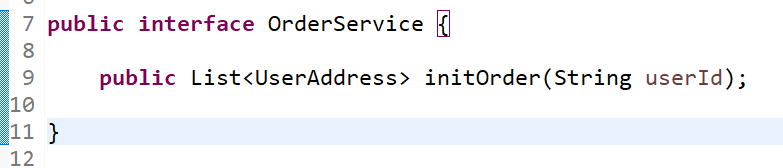 7 public interface OrderService {
8
9 public List<UserAddress> initOrder(String userId);
10
11 }
12